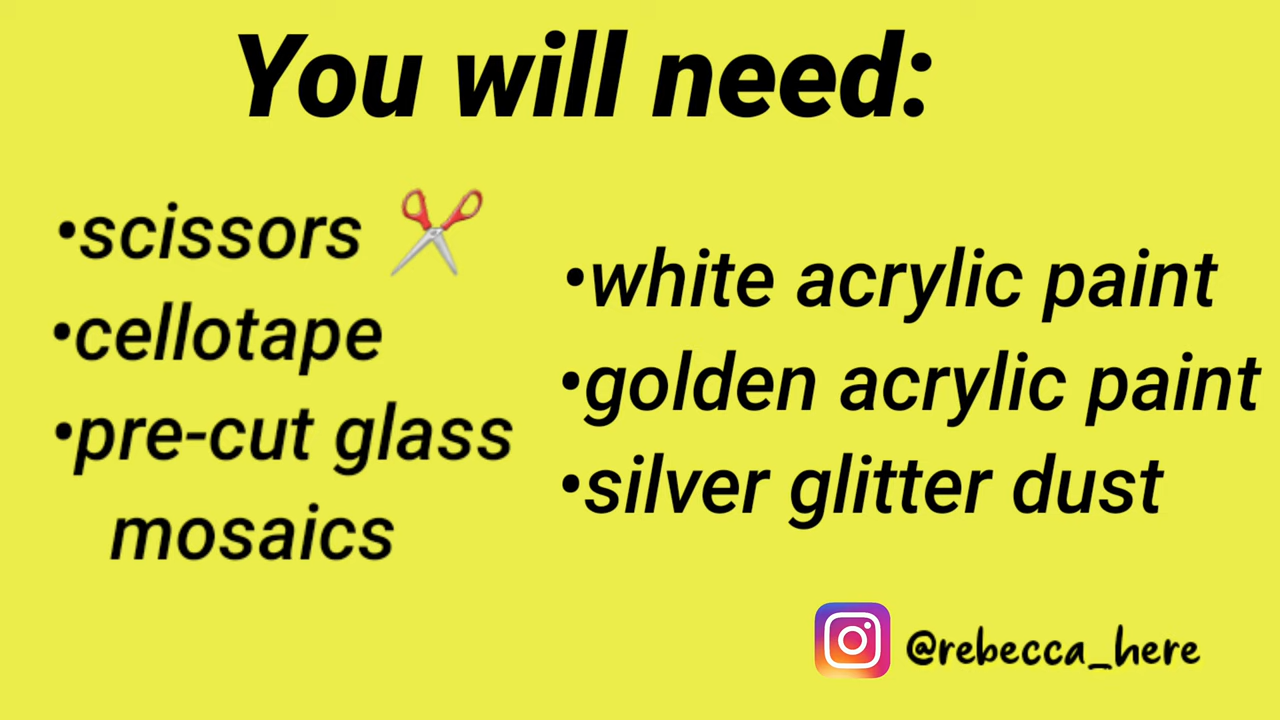 You will need:
•scissors ✂
•cellotape
•pre-cut glass
mosaics
•white acrylic paint
•golden acrylic paint
•silver glitter dust
@rebecca_here